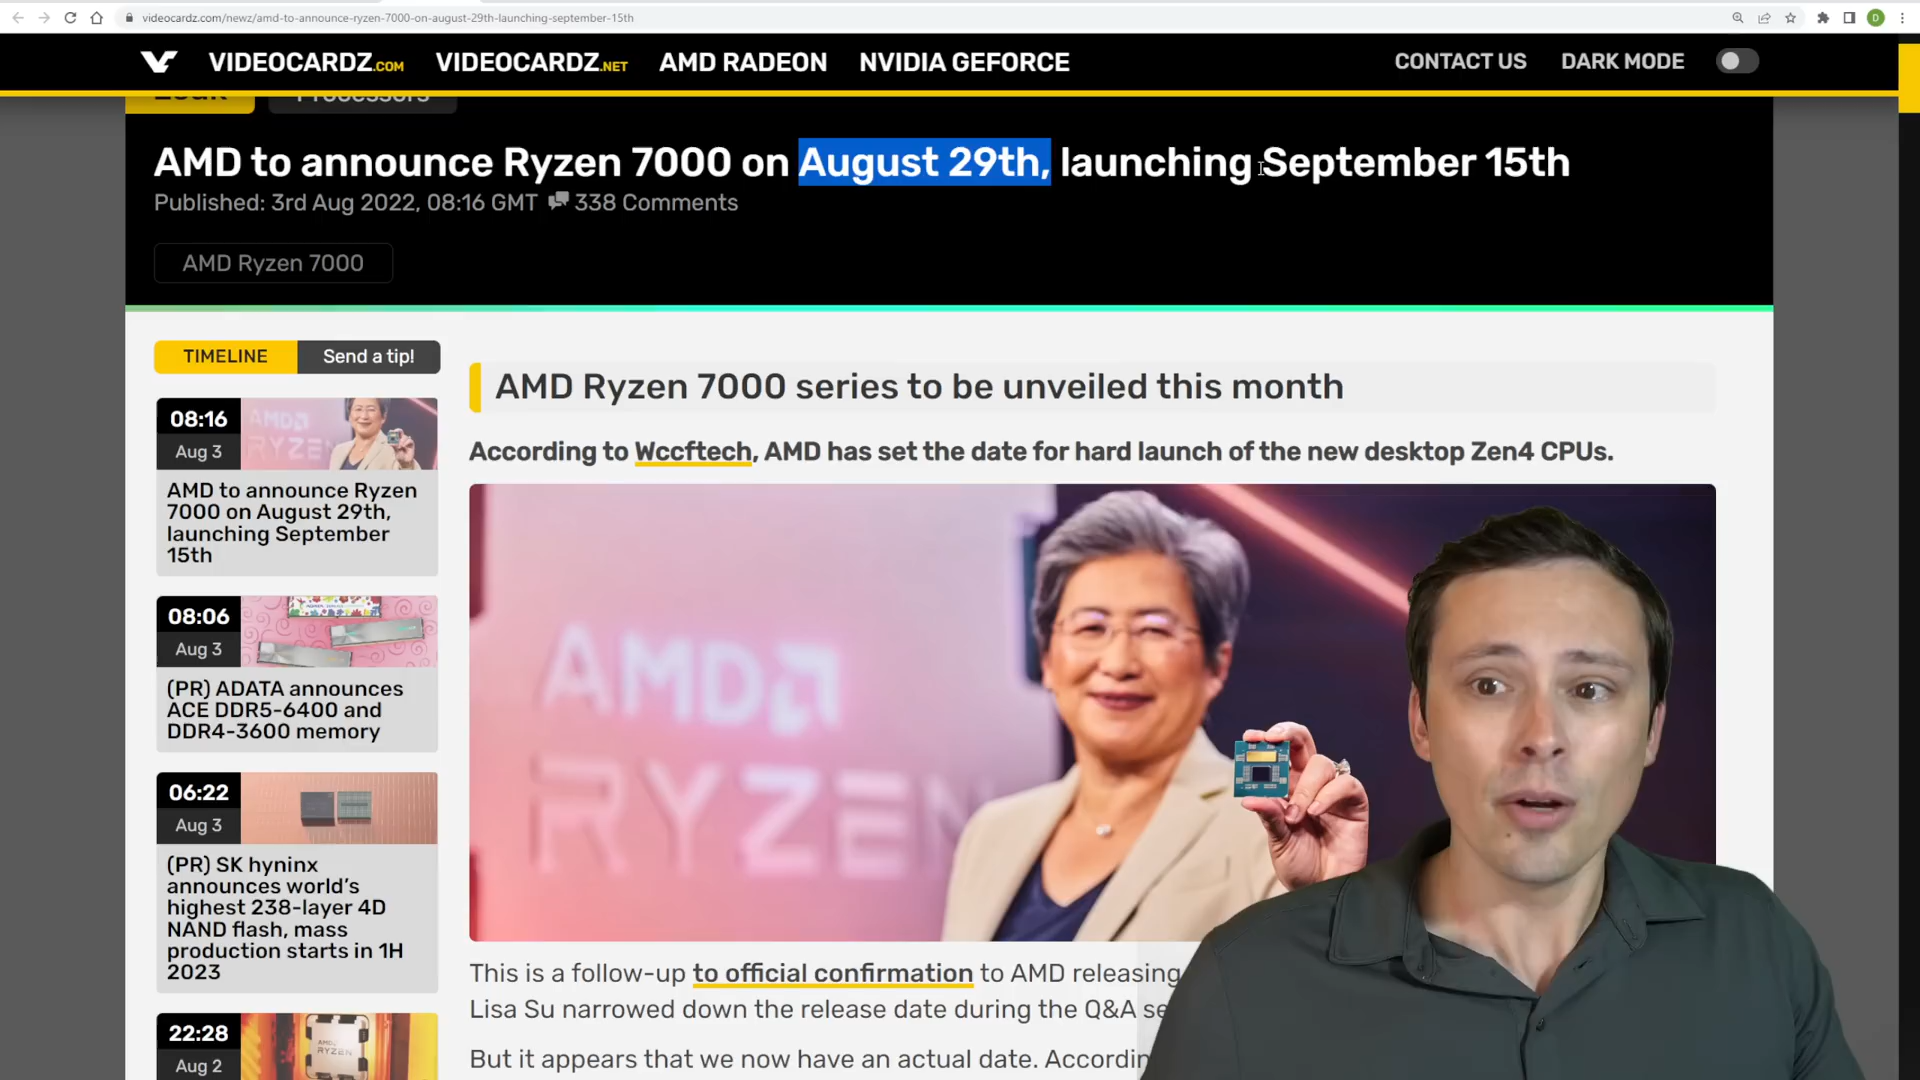 videocardz.com/newz/amd-to-announce-ryzen-7000-on-august-29th-launching-september-15th
D
VIDEOCARDZ.COM VIDEOCARDZ.NET AMD RADEON NVIDIA GEFORCE CONTACT US DARK MODE
Leak Processors
AMD to announce Ryzen 7000 on August 29th, launching September 15th
Published: 3rd Aug 2022, 08:16 GMT 338 Comments
AMD Ryzen 7000
TIMELINE Send a tip!
08:16
Aug 3
AMD to announce Ryzen
7000 on August 29th,
launching September
15th
08:06
Aug 3
(PR) ADATA announces
ACE DDR5-6400 and
DDR4-3600 memory
06:22
Aug 3
(PR) SK hyninx
announces world's
highest 238-layer 4D
NAND flash, mass
production starts in 1H
2023
22:28
Aug 2
AMD
RYZEN
AMD Ryzen 7000 series to be unveiled this month
According to Wccftech, AMD has set the date for hard launch of the new desktop Zen4 CPUs.
AMD
RYZEN
This is a follow-up to official confirmation to AMD releasing
Lisa Su narrowed down the release date during the Q&A se
But it appears that we now have an actual date. Accordin